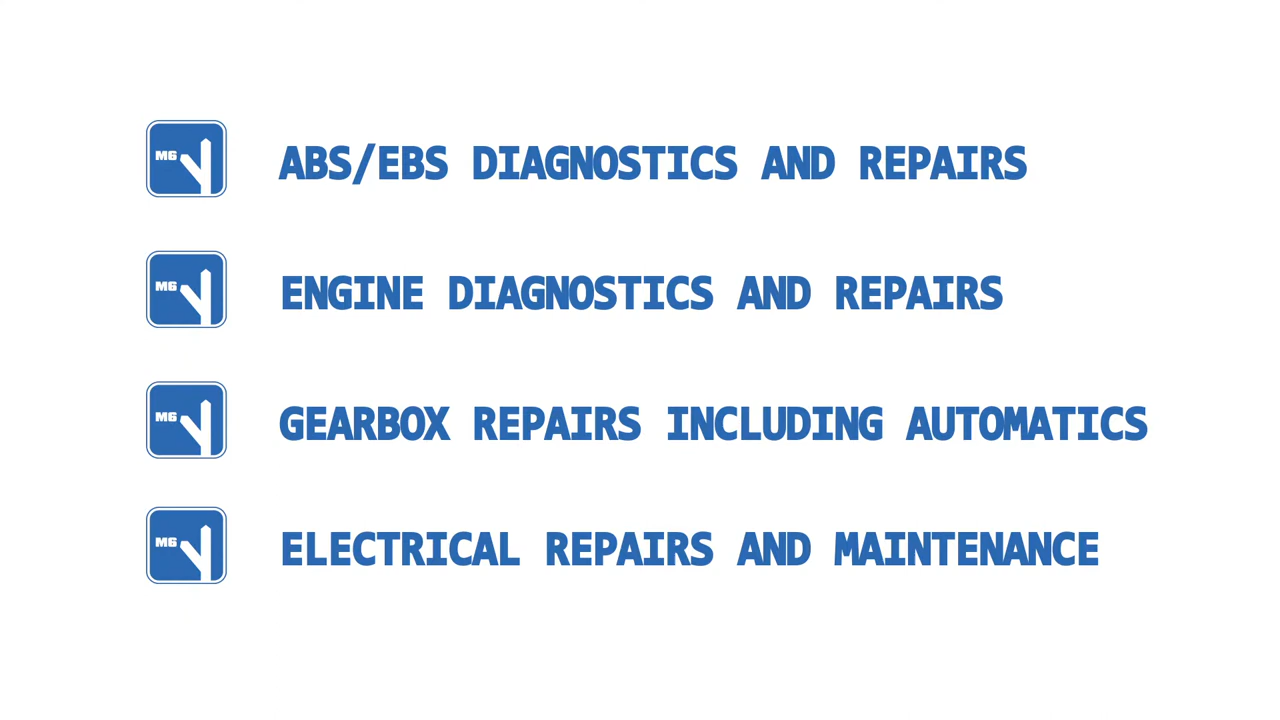 M6 ABS/EBS DIAGNOSTICS AND REPAIRS
M6 ENGINE DIAGNOSTICS AND REPAIRS
M6 GEARBOX REPAIRS INCLUDING AUTOMATICS
M6 ELECTRICAL REPAIRS AND MAINTENANCE